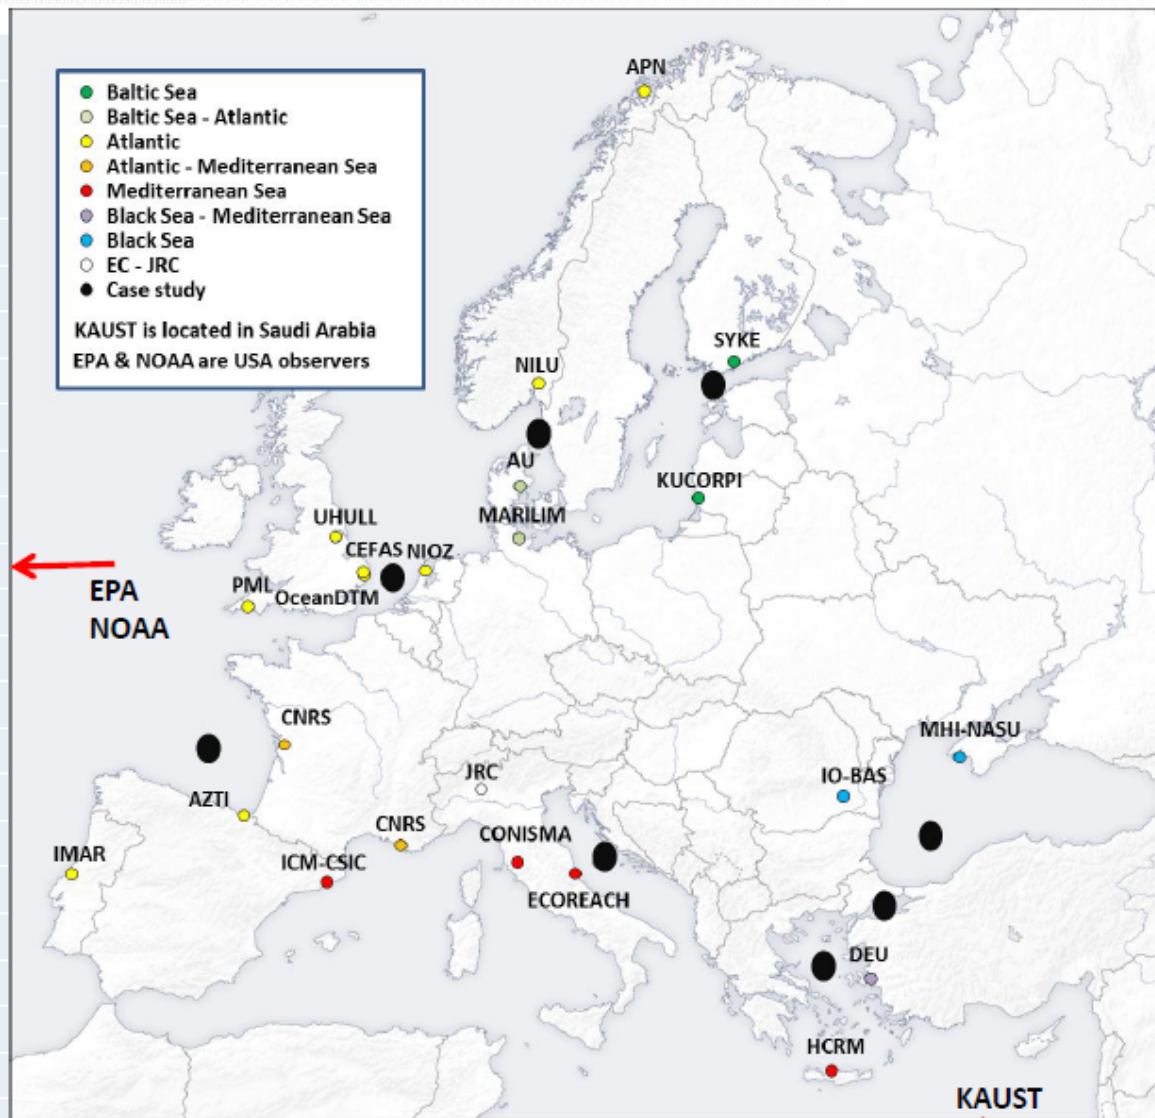 APN
Baltic Sea
Baltic Sea - Atlantic
Atlantic
Atlantic - Mediterranean Sea
Mediterranean Sea
Black Sea - Mediterranean Sea
Black Sea
EC - JRC
Case study
KAUST is located in Saudi Arabia
EPA & NOAA are USA observers
SYKE
NILU
AU
KUCORPI
MARILIM
UHULL
CEFAS
NIOZ
PML
OceanDTM
EPA
NOAA
CNRS
MHI-NASU
JRC
IO-BAS
AZTI
CNRS
CONISMA
IMAR
ICM-CSIC
ECOREACH
DEU
HCRM
KAUST